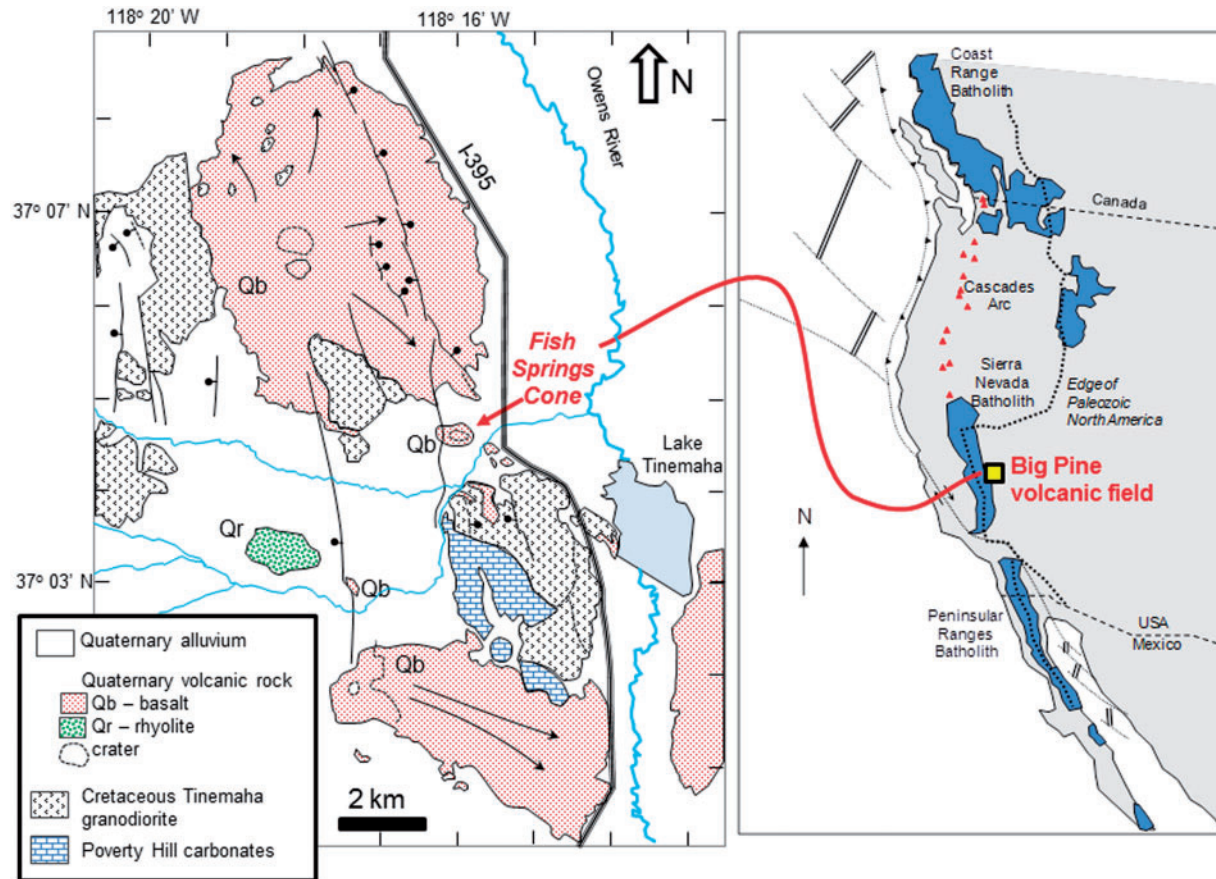 118° 20' W
118° 16' W
N
Owens River
I-395
37° 07' N
Qb
Fish
Springs
Cone
Qb
Lake
Tinemaha
Qr
37° 03' N
Qb
Qb
Quaternary alluvium
Quaternary volcanic rock
Qb – basalt
Qr – rhyolite
crater
Cretaceous Tinemaha
granodiorite
Poverty Hill carbonates
2 km
Coast
Range
Batholith
Canada
Cascades
Arc
Sierra
Nevada
Batholith
Edge of
Paleozoic
North America
Big Pine
volcanic field
N
Peninsular
Ranges
Batholith
USA
Mexico